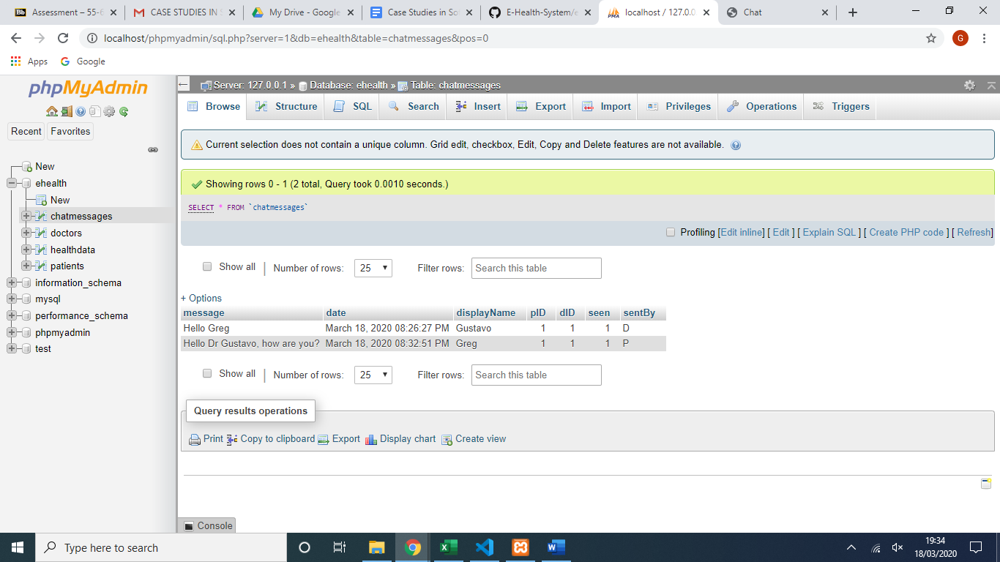 Assessment – 55-6
CASE STUDIES IN S
My Drive - Google
Case Studies in So
E-Health-System/e
localhost / 127.0.0
Chat
localhost/phpmyadmin/sql.php?server=1&db=ehealth&table=chatmessages&pos=0
G
Apps
Google
phpMyAdmin
Recent
Favorites
New
ehealth
New
chatmessages
doctors
healthdata
patients
information_schema
mysql
performance_schema
phpmyadmin
test
Server: 127.0.0.1 » Database: ehealth » Table: chatmessages
Browse Structure SQL Search Insert Export Import Privileges Operations Triggers
Current selection does not contain a unique column. Grid edit, checkbox, Edit, Copy and Delete features are not available.
Showing rows 0 - 1 (2 total, Query took 0.0010 seconds.)
SELECT * FROM `chatmessages`
Profiling [Edit inline] [ Edit ] [ Explain SQL ] [ Create PHP code ] [ Refresh]
Show all | Number of rows: 25 Filter rows: Search this table
+ Options
message date displayName pID dID seen sentBy
Hello Greg March 18, 2020 08:26:27 PM Gustavo 1 1 1 D
Hello Dr Gustavo, how are you? March 18, 2020 08:32:51 PM Greg 1 1 1 P
Show all | Number of rows: 25 Filter rows: Search this table
Query results operations
Print Copy to clipboard Export Display chart Create view
Console
Type here to search
19:34
18/03/2020